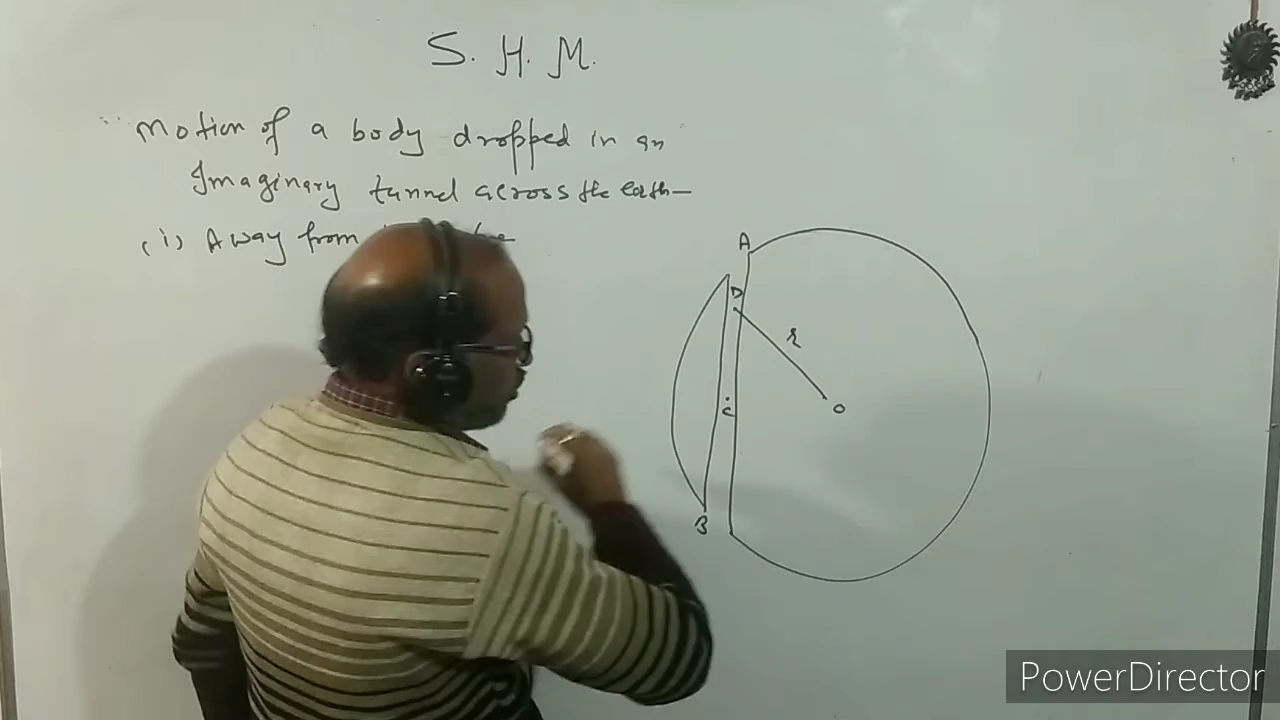 S. H. M.
Motion of a body dropped in an
Imaginary tunnel across the earth—
(i) Away from
A
D
r
C
O
B
PowerDirector